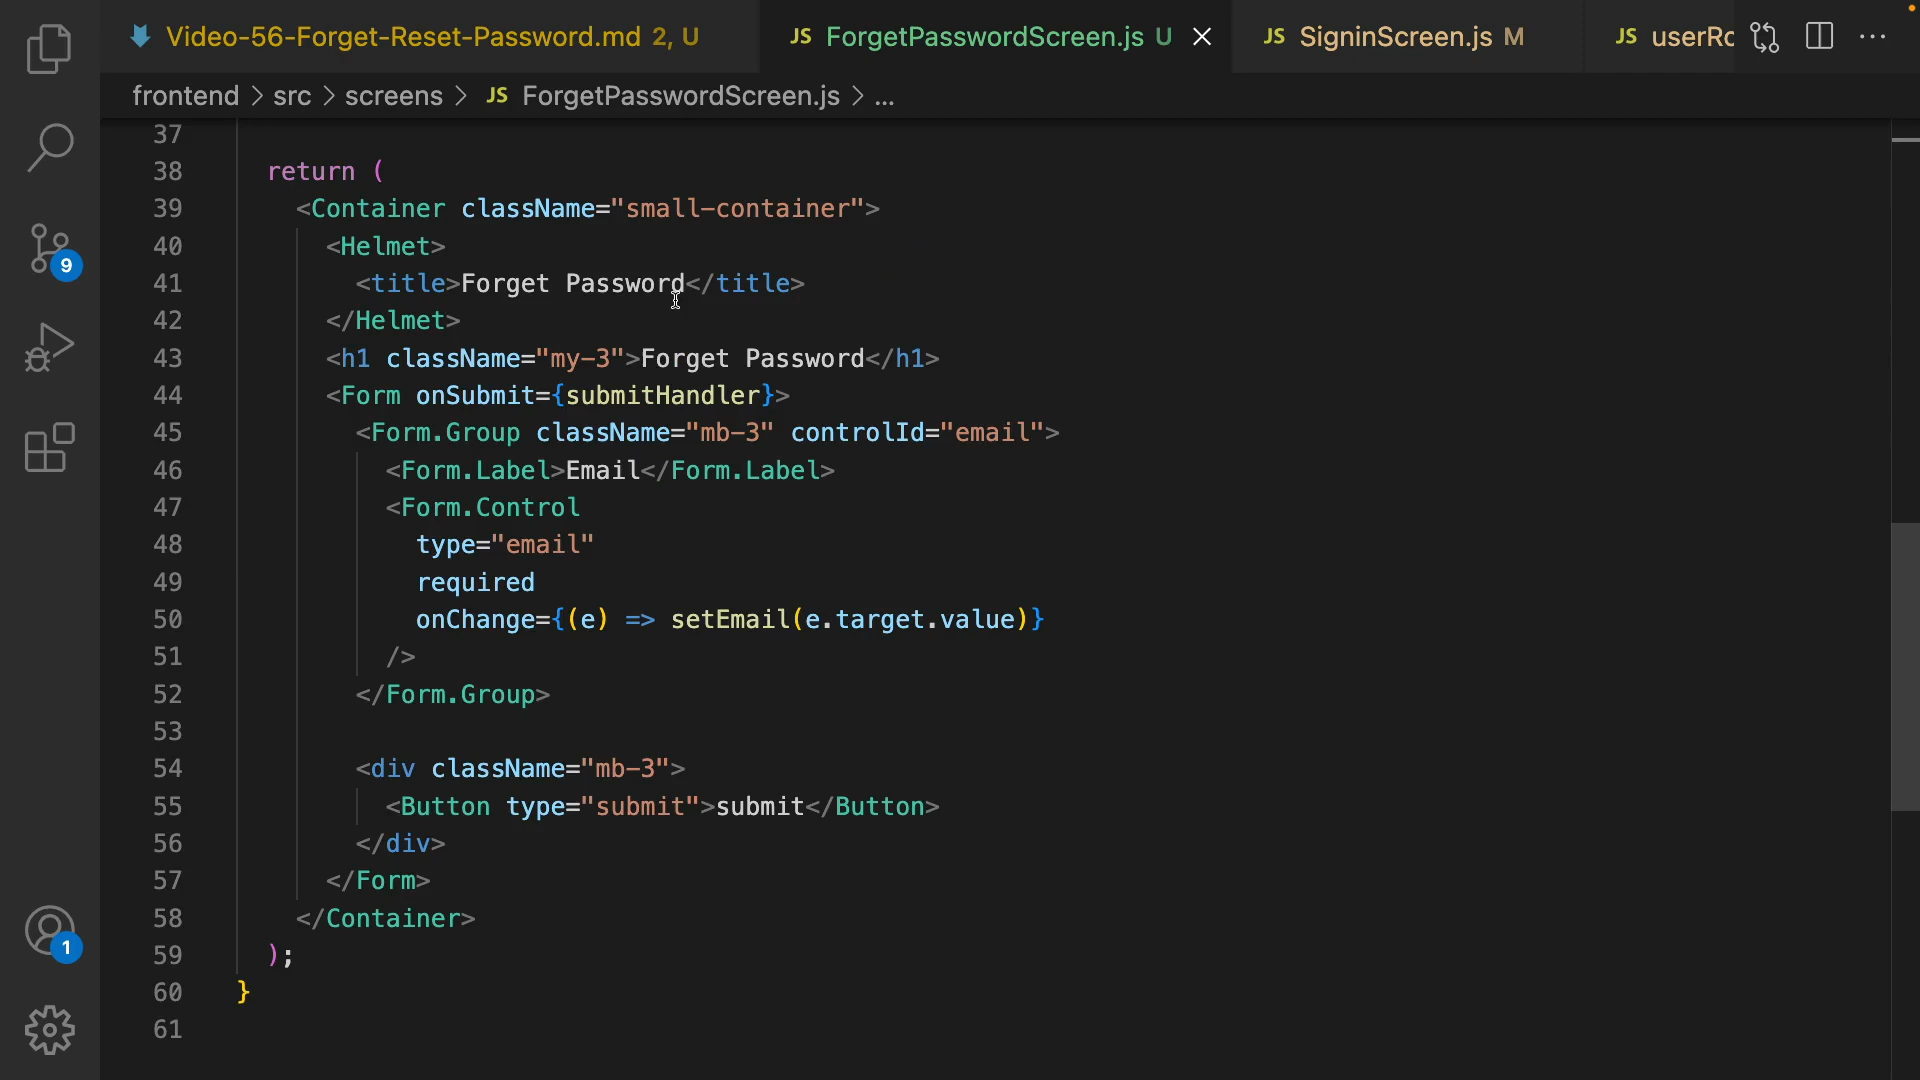 Video-56-Forget-Reset-Password.md 2, U
JS ForgetPasswordScreen.js U
JS SigninScreen.js M
JS userRo
frontend > src > screens > JS ForgetPasswordScreen.js > ...
37
38 return (
39 <Container className="small-container">
40 <Helmet>
41 <title>Forget Password</title>
42 </Helmet>
43 <h1 className="my-3">Forget Password</h1>
44 <Form onSubmit={submitHandler}>
45 <Form.Group className="mb-3" controlId="email">
46 <Form.Label>Email</Form.Label>
47 <Form.Control
48 type="email"
49 required
50 onChange={(e) => setEmail(e.target.value)}
51 />
52 </Form.Group>
53
54 <div className="mb-3">
55 <Button type="submit">submit</Button>
56 </div>
57 </Form>
58 </Container>
59 );
60 }
61
9
1